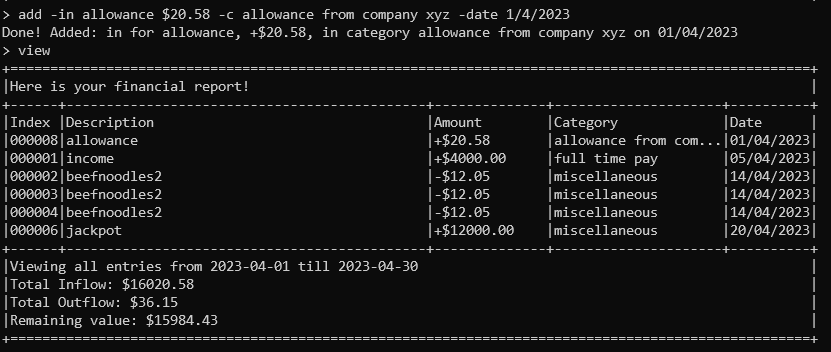 > add -in allowance $20.58 -c allowance from company xyz -date 1/4/2023
Done! Added: in for allowance, +$20.58, in category allowance from company xyz on 01/04/2023
> view
+====================================================================================================+
|Here is your financial report!                                                                      |
+------+---------------------------------------------+--------------+---------------------+----------+
|Index |Description                                  |Amount        |Category             |Date      |
|000008|allowance                                    |+$20.58       |allowance from com...|01/04/2023|
|000001|income                                       |+$4000.00     |full time pay        |05/04/2023|
|000002|beefnoodles2                                 |-$12.05       |miscellaneous        |14/04/2023|
|000003|beefnoodles2                                 |-$12.05       |miscellaneous        |14/04/2023|
|000004|beefnoodles2                                 |-$12.05       |miscellaneous        |14/04/2023|
|000006|jackpot                                      |+$12000.00    |miscellaneous        |20/04/2023|
+------+---------------------------------------------+--------------+---------------------+----------+
|Viewing all entries from 2023-04-01 till 2023-04-30                                                 |
|Total Inflow: $16020.58                                                                             |
|Total Outflow: $36.15                                                                               |
|Remaining value: $15984.43                                                                          |
+====================================================================================================+